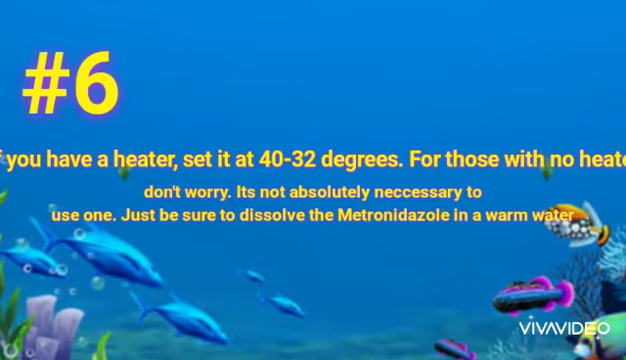 #6
f you have a heater, set it at 40-32 degrees. For those with no heate
don't worry. Its not absolutely neccessary to
use one. Just be sure to dissolve the Metronidazole in a warm water
VIVAVIDEO